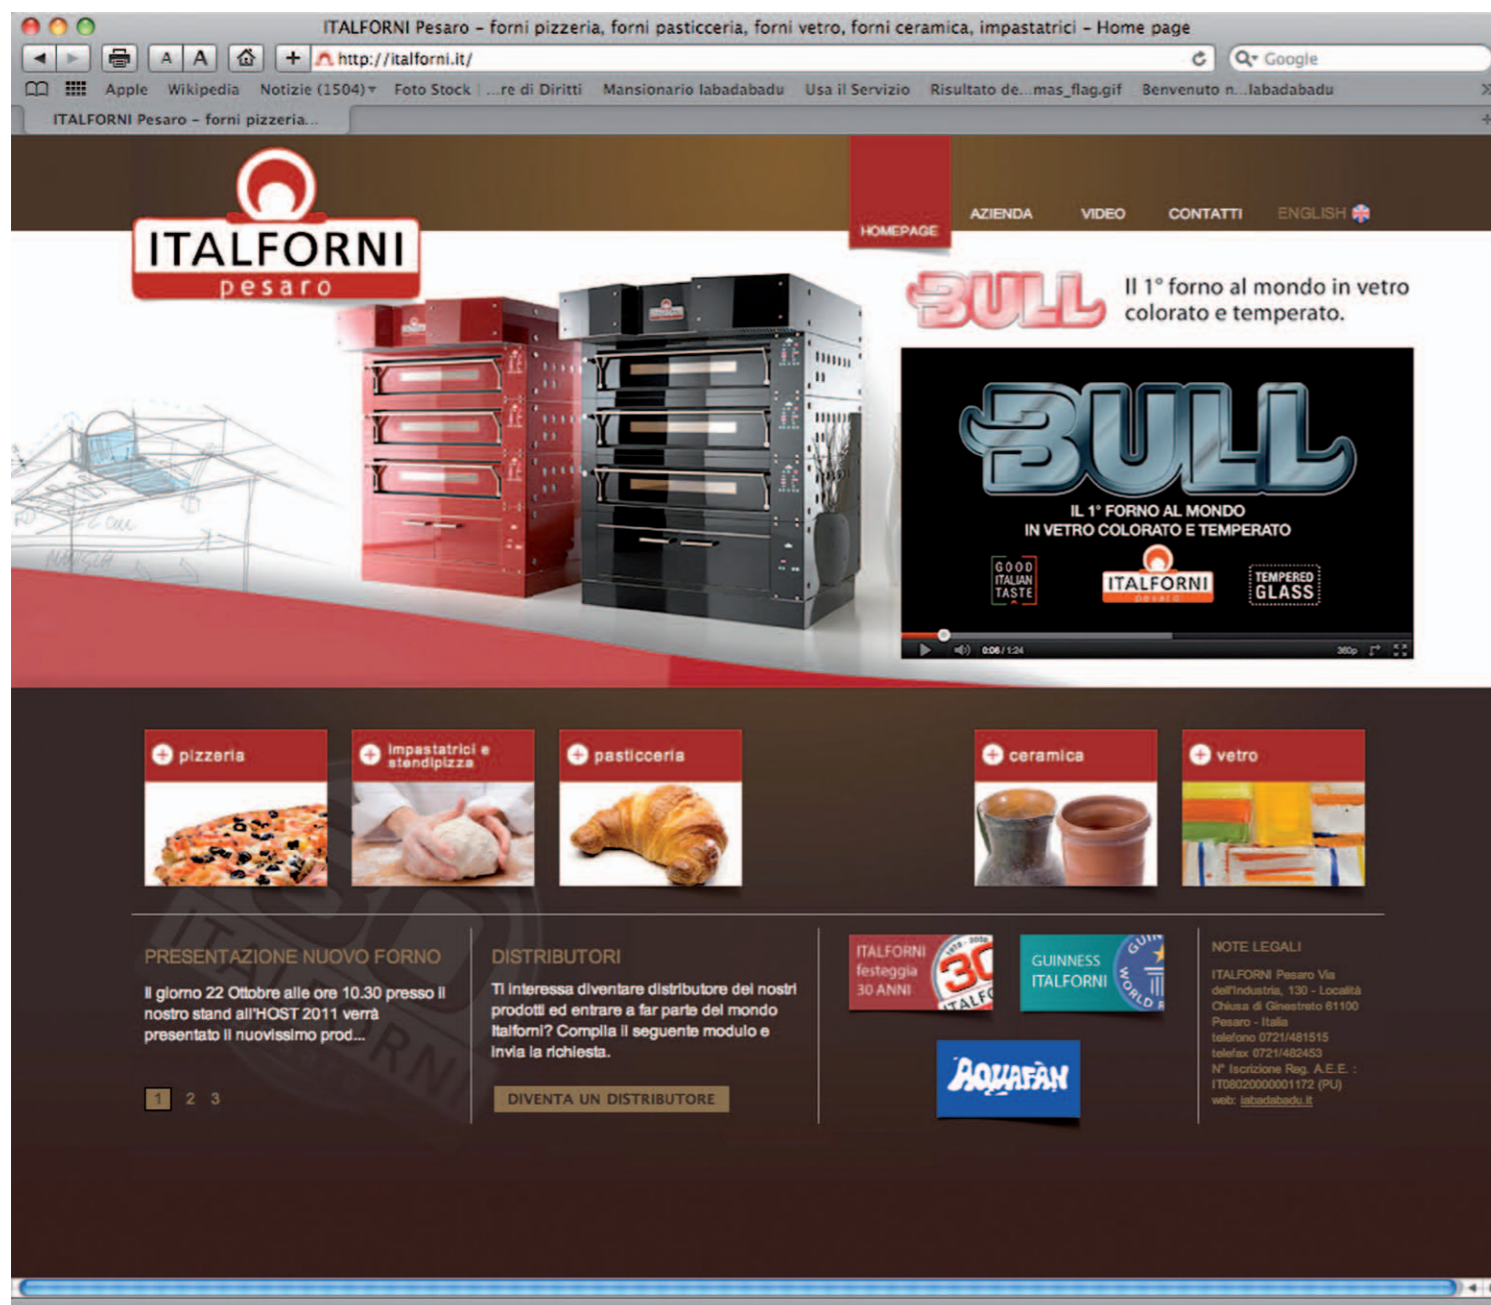 ITALFORNI Pesaro – forni pizzeria, forni pasticceria, forni vetro, forni ceramica, impastatrici – Home page
A A + http://italforni.it/ Google
Apple Wikipedia Notizie (1504) Foto Stock ...re di Diritti Mansionario labadabadu Usa il Servizio Risultato de...mas_flag.gif Benvenuto n...labadabadu
ITALFORNI Pesaro – forni pizzeria...
HOMEPAGE AZIENDA VIDEO CONTATTI ENGLISH
ITALFORNI
pesaro
BULL
Il 1° forno al mondo in vetro
colorato e temperato.
BULL
IL 1° FORNO AL MONDO
IN VETRO COLORATO E TEMPERATO
GOOD
ITALIAN
TASTE
ITALFORNI
pesaro
TEMPERED
GLASS
0:06 / 1:24 360p
pizzeria
impastatrici e
stendipizza
pasticceria
ceramica
vetro
PRESENTAZIONE NUOVO FORNO
Il giorno 22 Ottobre alle ore 10.30 presso il
nostro stand all'HOST 2011 verrà
presentato il nuovissimo prod...
1 2 3
DISTRIBUTORI
Ti interessa diventare distributore dei nostri
prodotti ed entrare a far parte del mondo
Italforni? Compila il seguente modulo e
invia la richiesta.
DIVENTA UN DISTRIBUTORE
ITALFORNI
festeggia
30 ANNI
GUINNESS
ITALFORNI
AQUAFAN
NOTE LEGALI
ITALFORNI Pesaro Via
dell'Industria, 130 - Località
Chiusa di Ginestreto 61100
Pesaro - Italia
telefono 0721/481515
telefax 0721/482453
N° Iscrizione Reg. A.E.E. :
IT08020000001172 (PU)
web: labadabadu.it